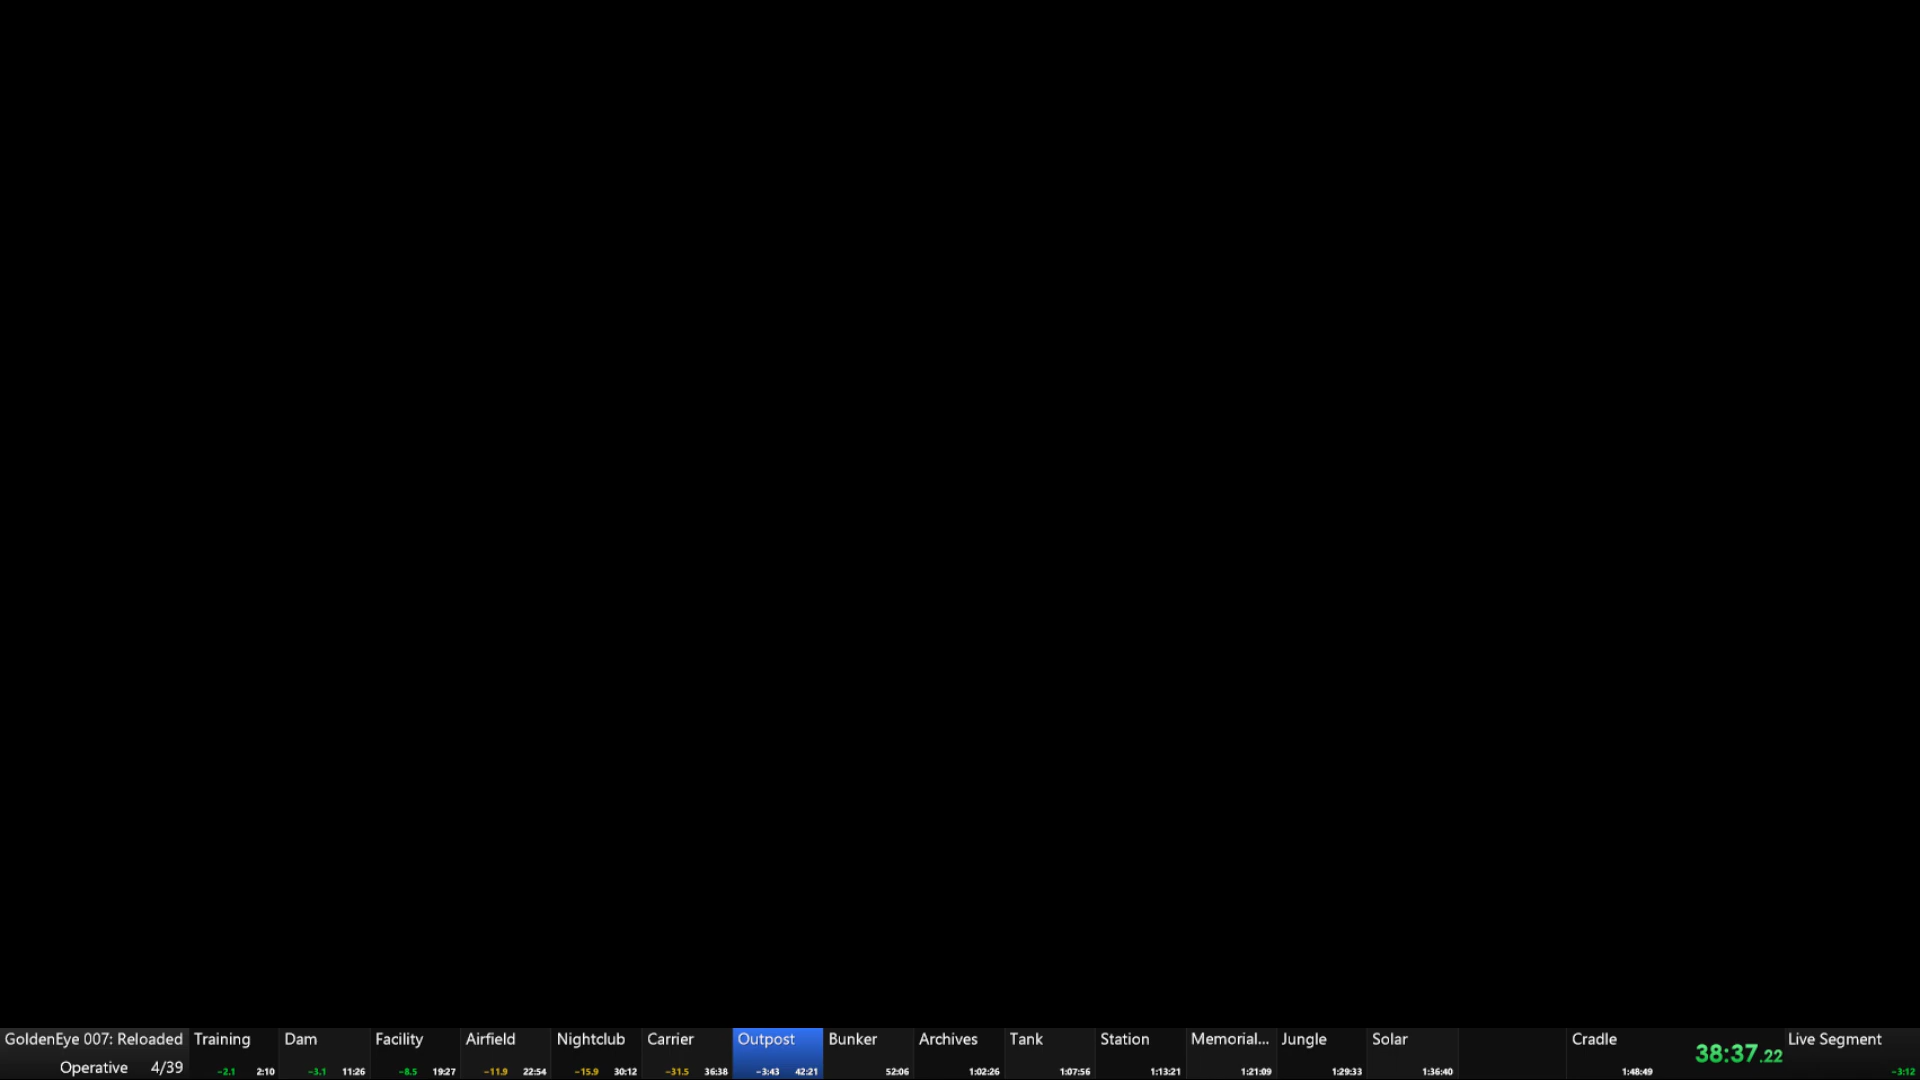 GoldenEye 007: Reloaded
Operative 4/39
Training
-2.1 2:10
Dam
-3.1 11:26
Facility
-8.5 19:27
Airfield
-11.9 22:54
Nightclub
-15.9 30:12
Carrier
-31.5 36:38
Outpost
-3:43 42:21
Bunker
52:06
Archives
1:02:26
Tank
1:07:56
Station
1:13:21
Memorial...
1:21:09
Jungle
1:29:33
Solar
1:36:40
Cradle
1:48:49
38:37.22
Live Segment
-3:12